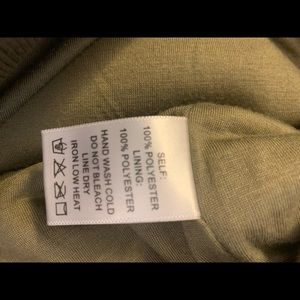 SELF:
100% POLYESTER
LINING:
100% POLYESTER
HAND WASH COLD
DO NOT BLEACH
LINE DRY
IRON LOW HEAT